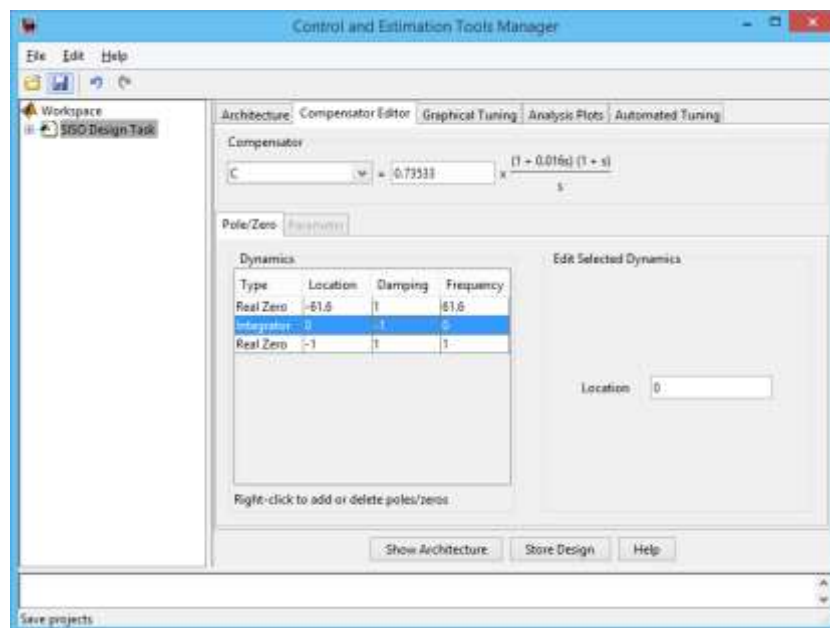 Control and Estimation Tools Manager
File Edit Help
Workspace
SISO Design Task
Architecture Compensator Editor Graphical Tuning Analysis Plots Automated Tuning
Compensator
C = 0.73533 x (1 + 0.016s) (1 + s)
s
Pole/Zero Parameter
Dynamics
Edit Selected Dynamics
Type Location Damping Frequency
Real Zero -61.6 1 61.6
Integrator 0 -1 0
Real Zero -1 1 1
Location 0
Right-click to add or delete poles/zeros
Show Architecture Store Design Help
Save projects